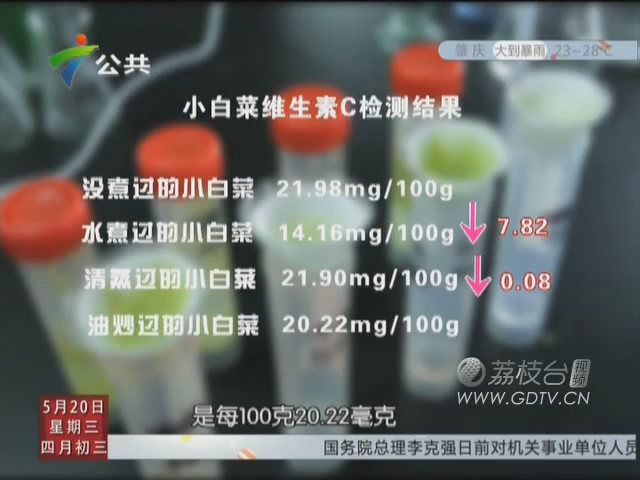 公共
肇庆 大到暴雨 23~28℃
小白菜维生素C检测结果
没煮过的小白菜 21.98mg/100g
水煮过的小白菜 14.16mg/100g 7.82
清蒸过的小白菜 21.90mg/100g 0.08
油炒过的小白菜 20.22mg/100g
荔枝台 视频
WWW.GDTV.CN
5月20日
星期三
四月初三
是每100克20.22毫克
国务院总理李克强日前对机关事业单位人员